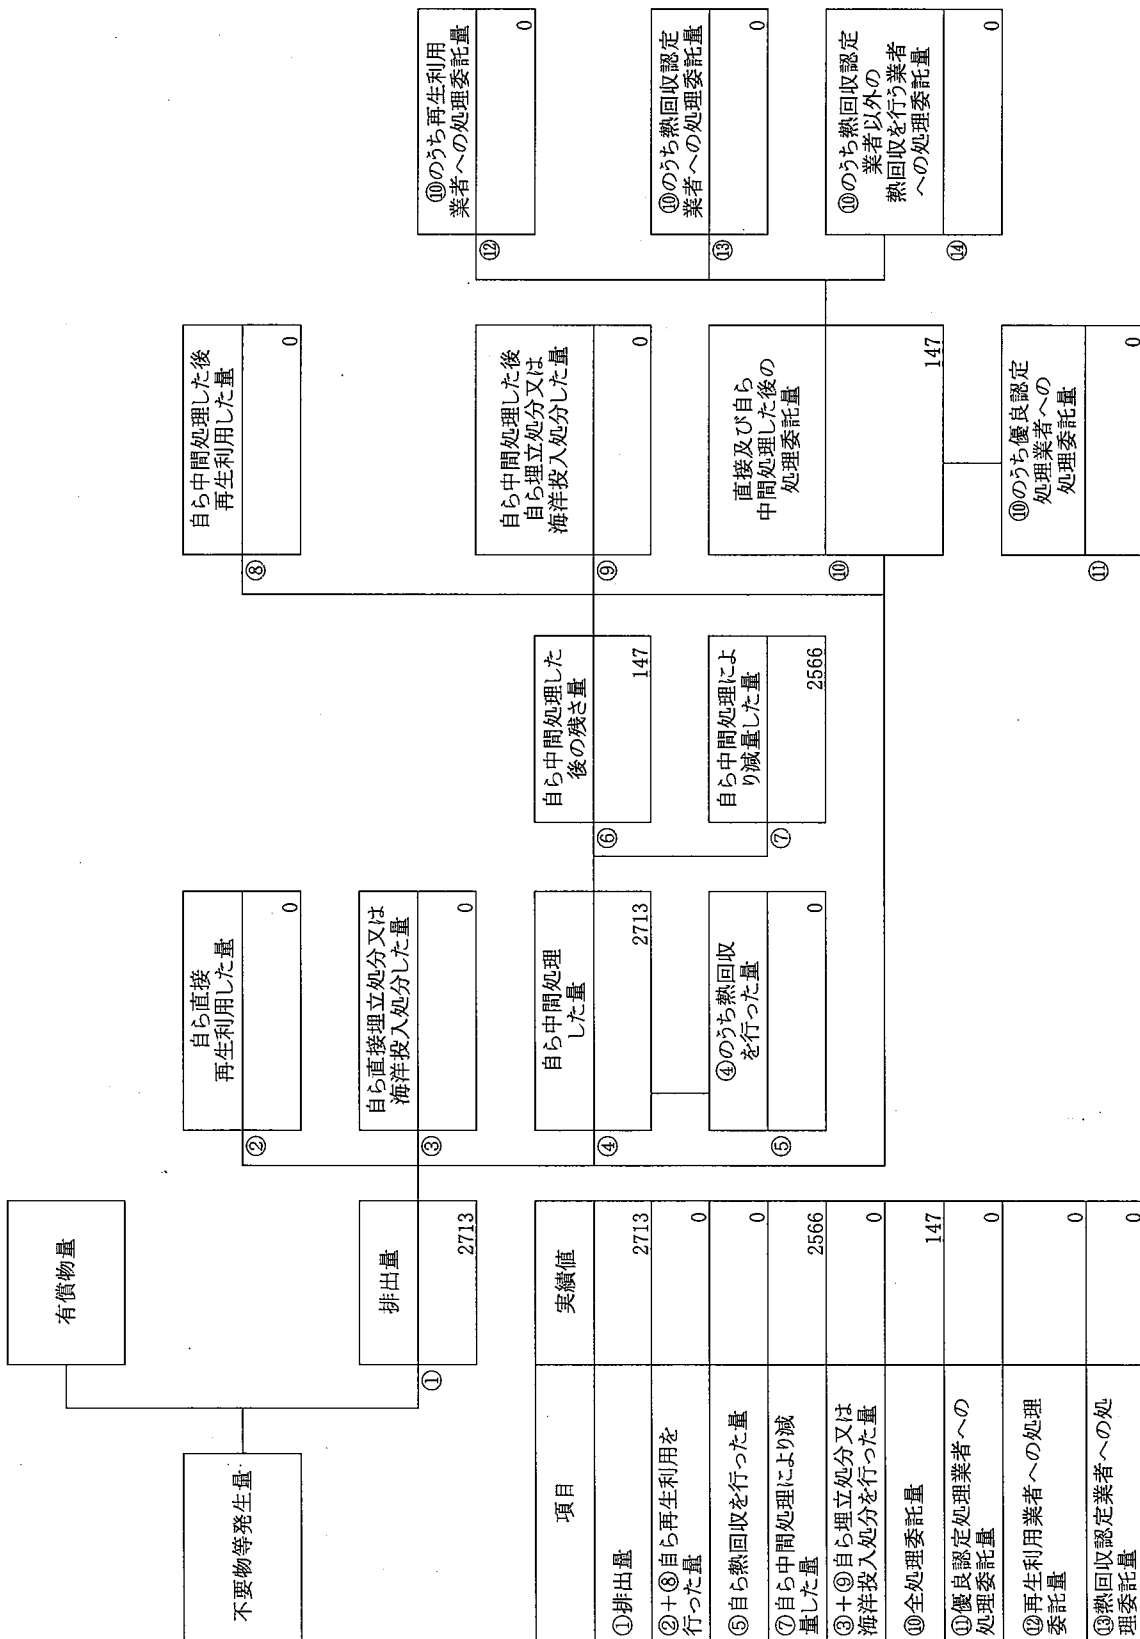 不要物等発生量
有償物量
①
排出量
2713
②
自ら直接
再生利用した量
0
③
自ら直接埋立処分又は
海洋投入処分した量
0
④
自ら中間処理
した量
2713
⑤
④のうち熱回収
を行った量
0
⑥
自ら中間処理した
後の残さ量
147
⑦
自ら中間処理によ
り減量した量
2566
⑧
自ら中間処理した後
再生利用した量
0
⑨
自ら中間処理した後
自ら埋立処分又は
海洋投入処分した量
0
⑩
直接及び自ら
中間処理した後の
処理委託量
147
⑪
⑩のうち優良認定
処理業者への
処理委託量
0
⑫
⑩のうち再生利用
業者への処理委託量
0
⑬
⑩のうち熱回収認定
業者への処理委託量
0
⑭
⑩のうち熱回収認定
業者以外の
熱回収を行う業者
への処理委託量
0
項目 実績値
①排出量 2713
②+⑧自ら再生利用を
行った量 0
⑤自ら熱回収を行った量 0
⑦自ら中間処理により減
量した量 2566
③+⑨自ら埋立処分又は
海洋投入処分を行った量 0
⑩全処理委託量 147
⑪優良認定処理業者への
処理委託量 0
⑫再生利用業者への処理
委託量 0
⑬熱回収認定業者への処
理委託量 0